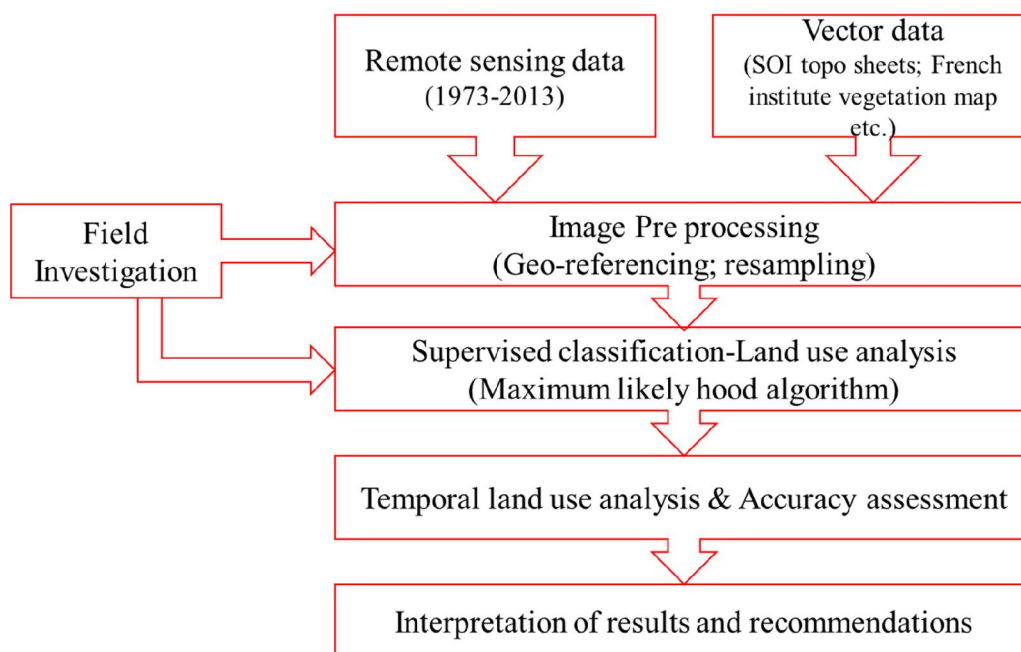 Remote sensing data
(1973-2013)
Vector data
(SOI topo sheets; French
institute vegetation map
etc.)
Field
Investigation
Image Pre processing
(Geo-referencing; resampling)
Supervised classification-Land use analysis
(Maximum likely hood algorithm)
Temporal land use analysis & Accuracy assessment
Interpretation of results and recommendations